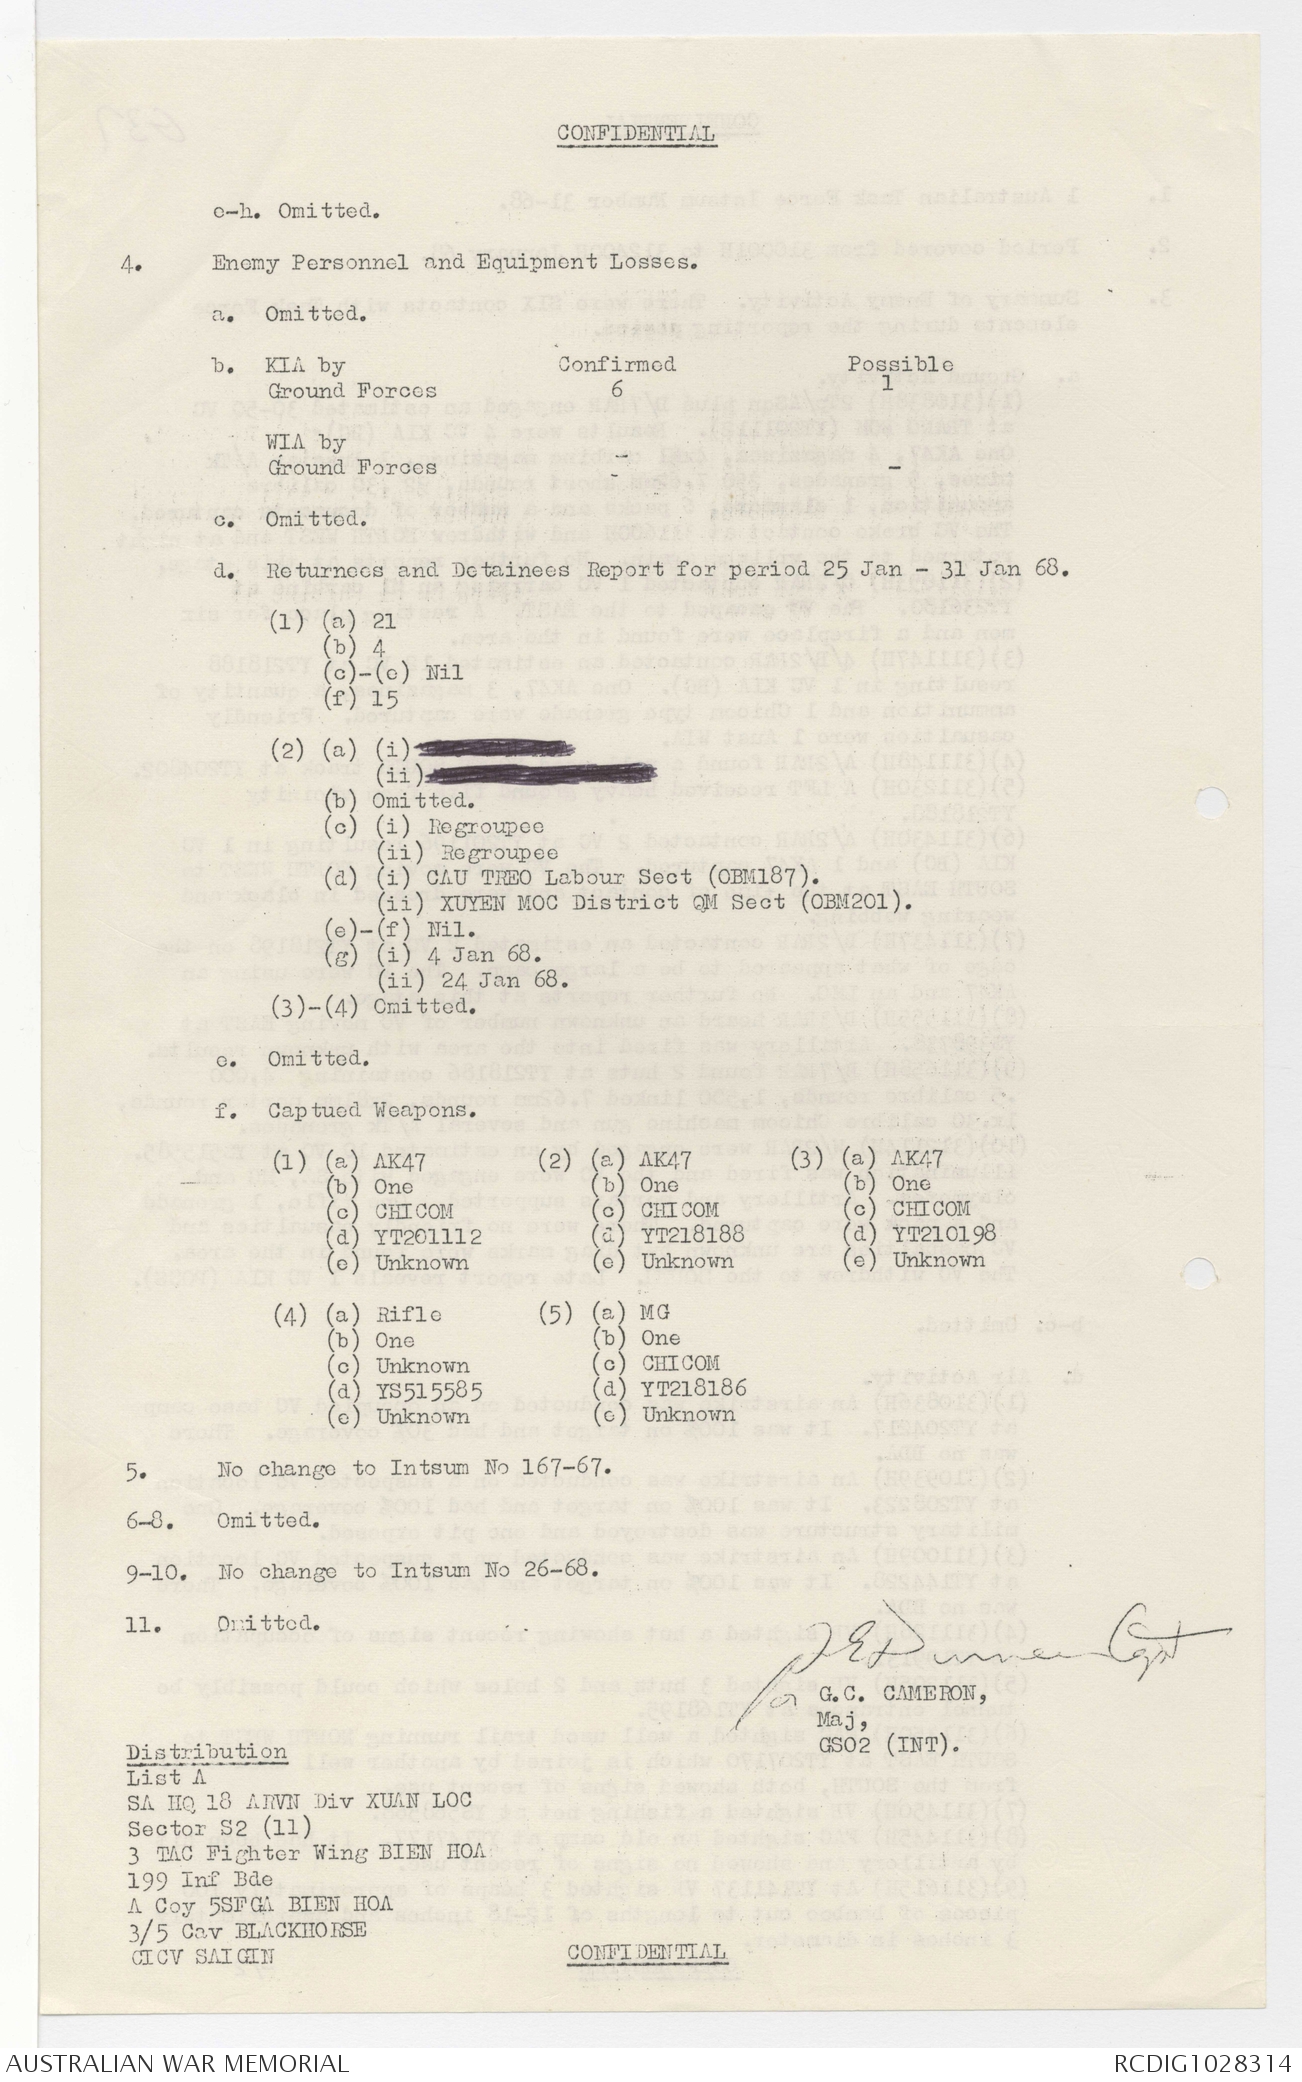 CONFIDENTIAL
e-h. Omitted.
4. Enemy Personnel and Equipment Losses.
a. Omitted.
b. KIA by Confirmed Possible
Ground Forces 6 1
WIA by
Ground Forces - -
c. Omitted.
d. Returnees and Detainees Report for period 25 Jan - 31 Jan 68.
(1) (a) 21
(b) 4
(c)-(e) Nil
(f) 15
(2) (a) (i)
(ii)
(b) Omitted.
(c) (i) Regroupee
(ii) Regroupee
(d) (i) CAU TREO Labour Sect (OBM187).
(ii) XUYEN MOC District QM Sect (OBM201).
(e)-(f) Nil.
(g) (i) 4 Jan 68.
(ii) 24 Jan 68.
(3)-(4) Omitted.
e. Omitted.
f. Captued Weapons.
(1) (a) AK47 (2) (a) AK47 (3) (a) AK47
(b) One (b) One (b) One
(c) CHICOM (c) CHICOM (c) CHICOM
(d) YT201112 (d) YT218188 (d) YT210198
(e) Unknown (e) Unknown (e) Unknown
(4) (a) Rifle (5) (a) MG
(b) One (b) One
(c) Unknown (c) CHICOM
(d) YS515585 (d) YT218186
(e) Unknown (e) Unknown
5. No change to Intsum No 167-67.
6-8. Omitted.
9-10. No change to Intsum No 26-68.
11. Omitted.
Capt
for G.C. CAMERON,
Maj,
GSO2 (INT).
Distribution
List A
SA HQ 18 ARVN Div XUAN LOC
Sector S2 (11)
3 TAC Fighter Wing BIEN HOA
199 Inf Bde
A Coy 5SFGA BIEN HOA
3/5 Cav BLACKHORSE
CICV SAIGIN
CONFIDENTIAL
AUSTRALIAN WAR MEMORIAL RCDIG1028314